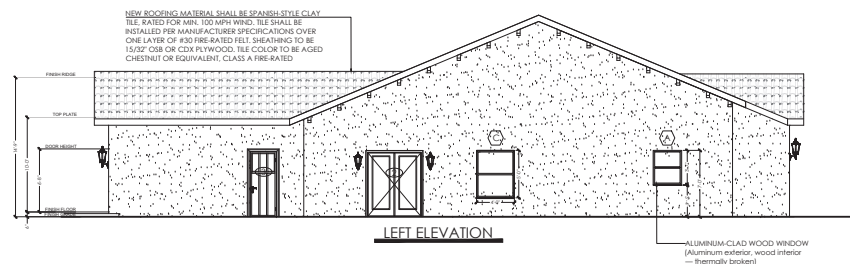 NEW ROOFING MATERIAL SHALL BE SPANISH-STYLE CLAY
TILE, RATED FOR MIN. 100 MPH WIND. TILE SHALL BE
INSTALLED PER MANUFACTURER SPECIFICATIONS OVER
ONE LAYER OF #30 FIRE-RATED FELT. SHEATHING TO BE
15/32" OSB OR CDX PLYWOOD. TILE COLOR TO BE AGED
CHESTNUT OR EQUIVALENT, CLASS A FIRE-RATED
FINISH RIDGE
TOP PLATE
DOOR HEIGHT
FINISH FLOOR
FINISH GRADE
C
A
LEFT ELEVATION
ALUMINUM-CLAD WOOD WINDOW
(Aluminum exterior, wood interior
— thermally broken)